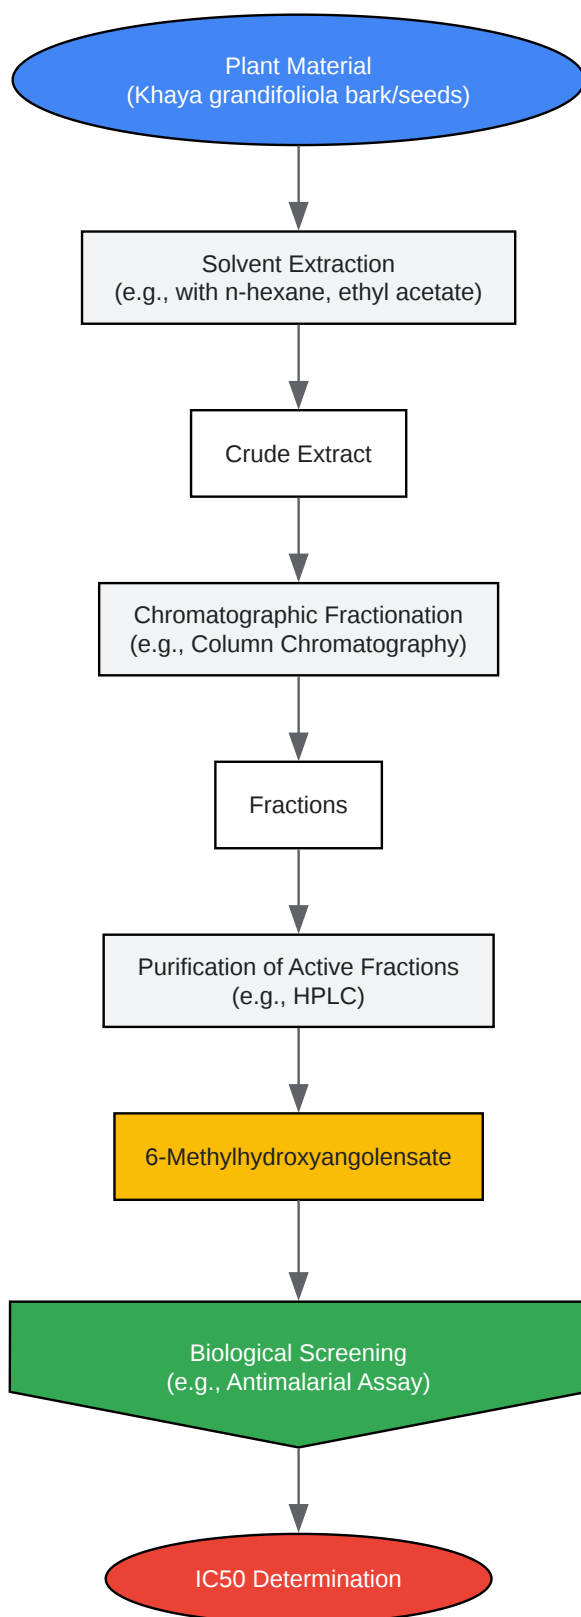 Plant Material
(Khaya grandifoliola bark/seeds)
Solvent Extraction
(e.g., with n-hexane, ethyl acetate)
Crude Extract
Chromatographic Fractionation
(e.g., Column Chromatography)
Fractions
Purification of Active Fractions
(e.g., HPLC)
6-Methylhydroxyangolensate
Biological Screening
(e.g., Antimalarial Assay)
IC50 Determination